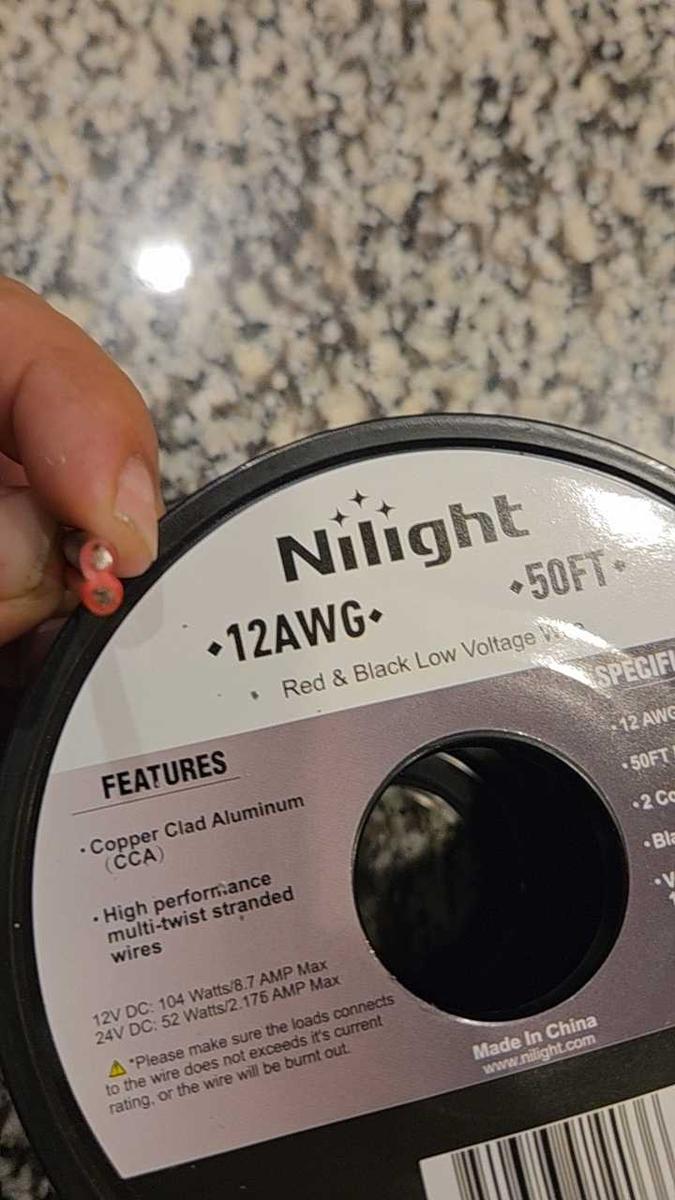 Nilight
•50FT•
•12AWG•
Red & Black Low Voltage
SPECIFI
FEATURES
• Copper Clad Aluminum
(CCA)
• High performance
multi-twist stranded
wires
12V DC: 104 Watts/8.7 AMP Max
24V DC: 52 Watts/2.175 AMP Max
⚠*Please make sure the loads connects
to the wire does not exceeds it's current
rating, or the wire will be burnt out.
•12 AWG
•50FT
•2 Co
•Bla
Made In China
www.nilight.com